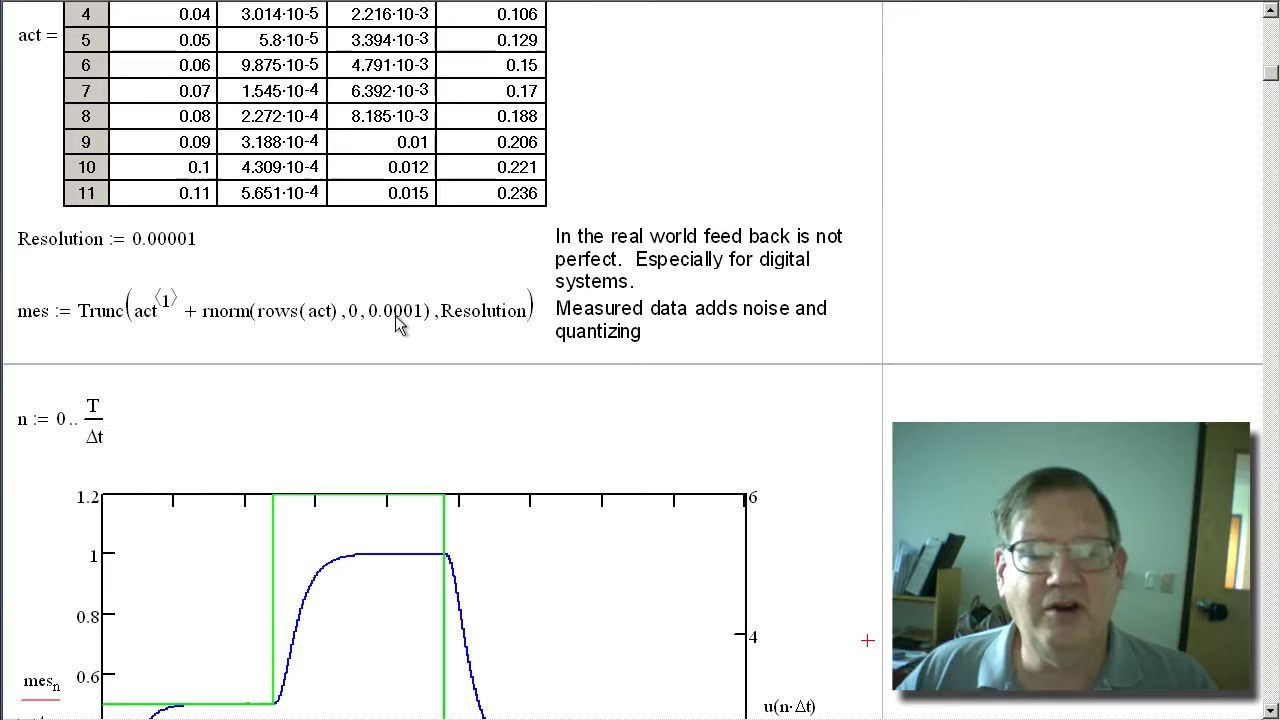 4 0.04 3.014·10-5 2.216·10-3 0.106
act = 5 0.05 5.8·10-5 3.394·10-3 0.129
6 0.06 9.875·10-5 4.791·10-3 0.15
7 0.07 1.545·10-4 6.392·10-3 0.17
8 0.08 2.272·10-4 8.185·10-3 0.188
9 0.09 3.188·10-4 0.01 0.206
10 0.1 4.309·10-4 0.012 0.221
11 0.11 5.651·10-4 0.015 0.236
Resolution := 0.00001
In the real world feed back is not
perfect. Especially for digital
systems.
mes := Trunc(act⟨1⟩ + rnorm(rows(act) ,0, 0.0001) ,Resolution)
Measured data adds noise and
quantizing
n := 0 .. T
Δt
1.2
1
0.8
0.6
mesn
6
4
u(n·Δt)